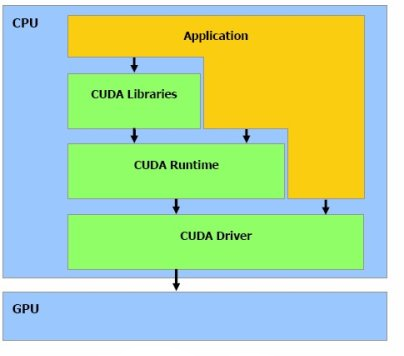 CPU
Application
CUDA Libraries
CUDA Runtime
CUDA Driver
GPU